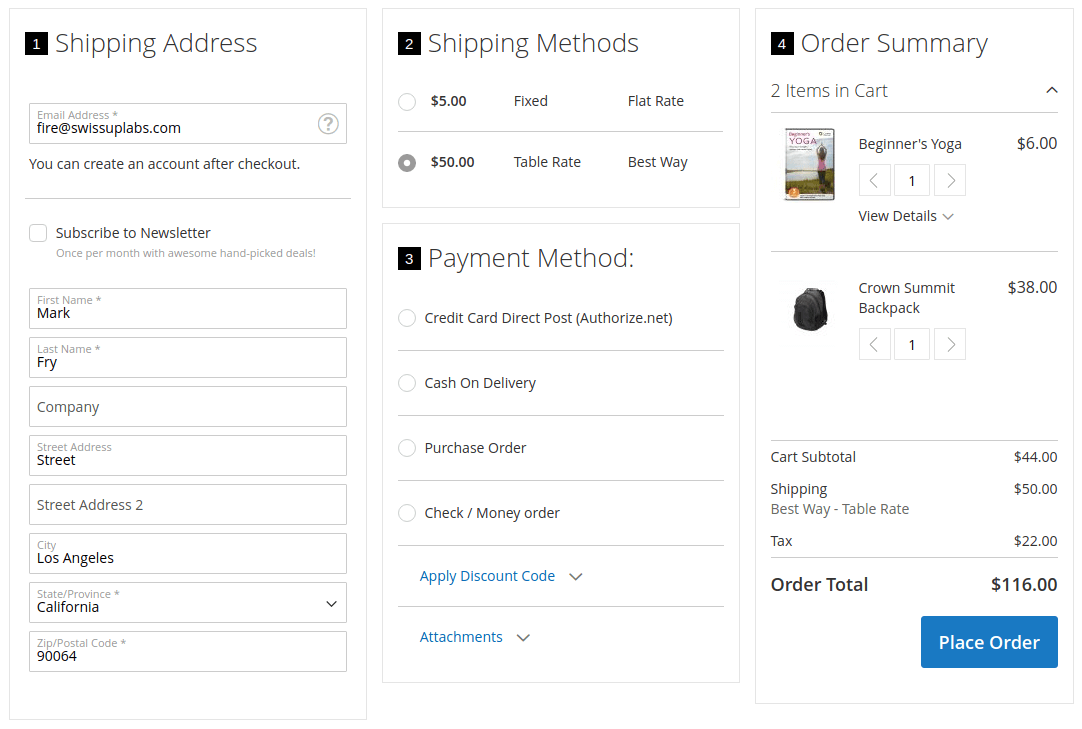 1 Shipping Address
Email Address *
fire@swissuplabs.com
?
You can create an account after checkout.
Subscribe to Newsletter
Once per month with awesome hand-picked deals!
First Name *
Mark
Last Name *
Fry
Company
Street Address
Street
Street Address 2
City
Los Angeles
State/Province *
California
Zip/Postal Code *
90064
2 Shipping Methods
$5.00 Fixed Flat Rate
$50.00 Table Rate Best Way
3 Payment Method:
Credit Card Direct Post (Authorize.net)
Cash On Delivery
Purchase Order
Check / Money order
Apply Discount Code
Attachments
4 Order Summary
2 Items in Cart
Beginner's
YOGA
Beginner's Yoga $6.00
1
View Details
Crown Summit $38.00
Backpack
1
Cart Subtotal $44.00
Shipping $50.00
Best Way - Table Rate
Tax $22.00
Order Total $116.00
Place Order